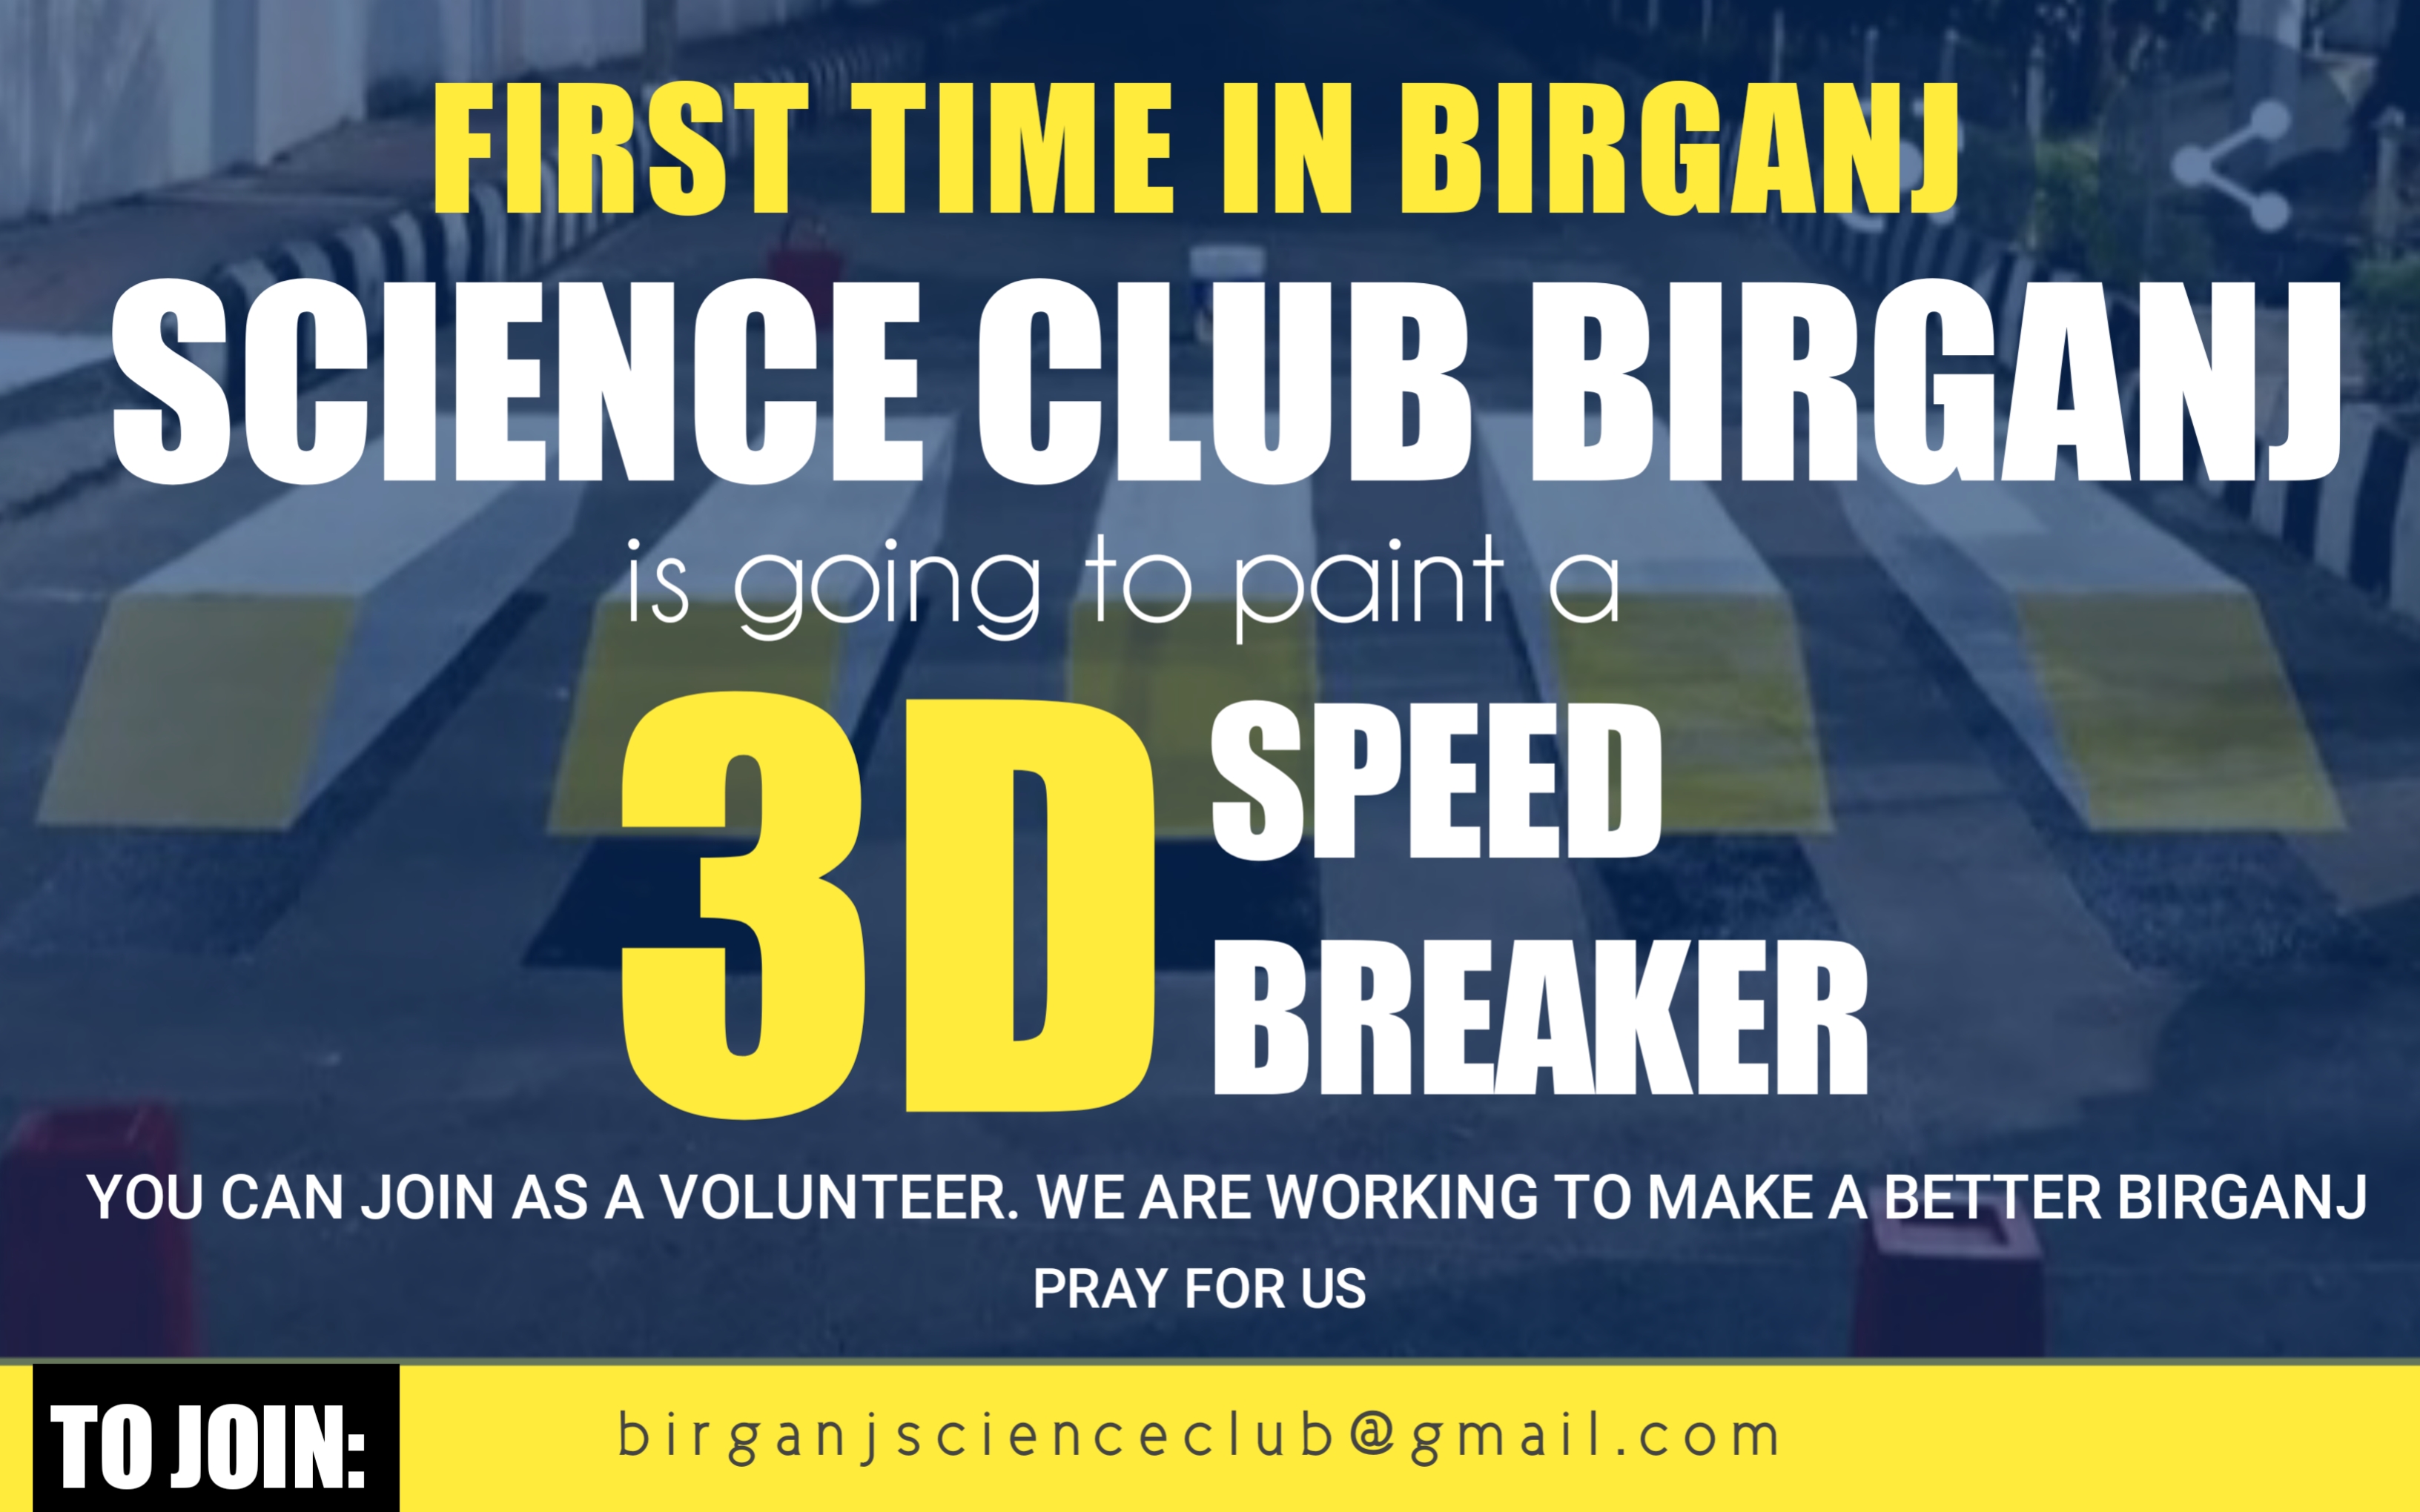 FIRST TIME IN BIRGANJ
SCIENCE CLUB BIRGANJ
is going to paint a
3D SPEED
BREAKER
YOU CAN JOIN AS A VOLUNTEER. WE ARE WORKING TO MAKE A BETTER BIRGANJ
PRAY FOR US
TO JOIN: birganjscienceclub@gmail.com